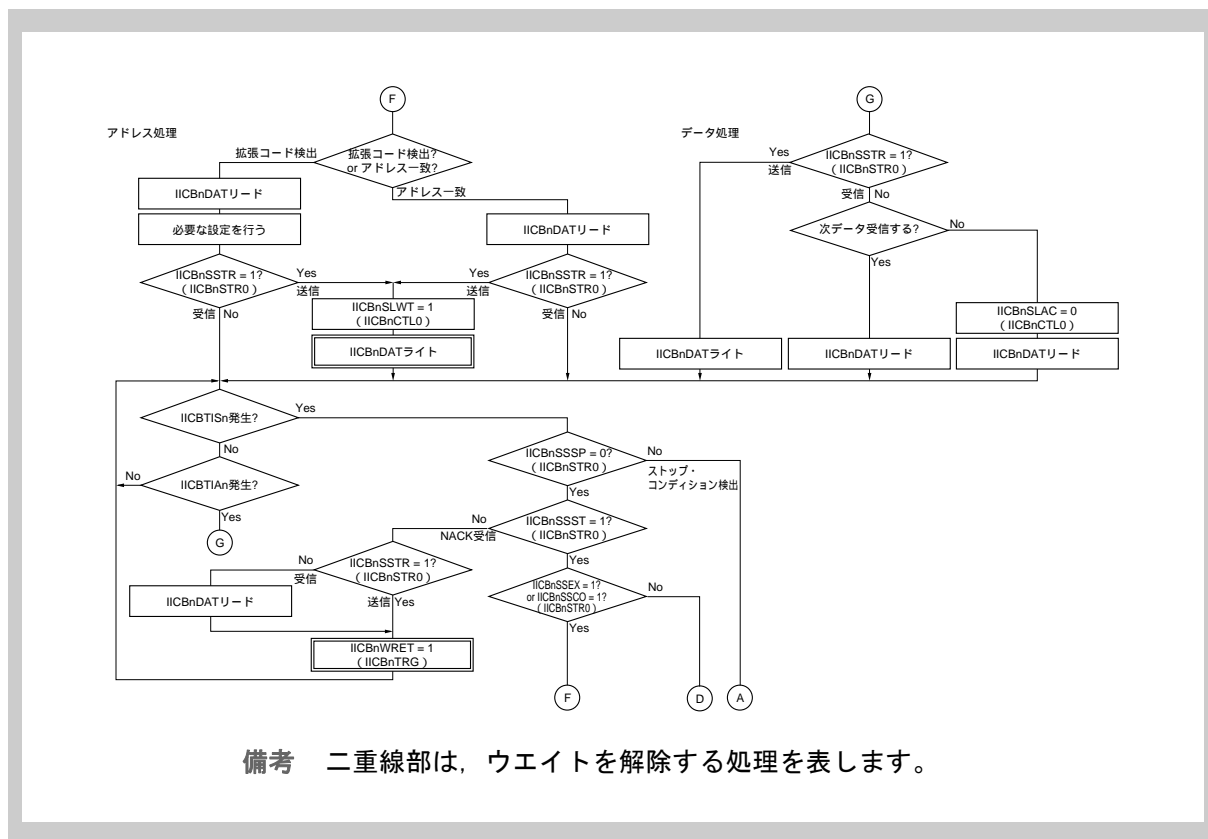 F
G
アドレス処理
データ処理
拡張コード検出
拡張コード検出?
or アドレス一致?
アドレス一致
Yes
送信
IICBnSSTR = 1?
( IICBnSTR0 )
受信
No
IICBnDATリード
必要な設定を行う
IICBnDATリード
次データ受信する?
No
Yes
IICBnSSTR = 1?
( IICBnSTR0 )
Yes
送信
受信
No
Yes
送信
IICBnSSTR = 1?
( IICBnSTR0 )
受信
No
IICBnSLWT = 1
( IICBnCTL0 )
IICBnDATライト
IICBnSLAC = 0
( IICBnCTL0 )
IICBnDATライト
IICBnDATリード
IICBnDATリード
IICBTISn発生?
Yes
No
IICBTIAn発生?
No
Yes
G
IICBnSSSP = 0?
( IICBnSTR0 )
No
ストップ・
コンディション検出
Yes
IICBnSSST = 1?
( IICBnSTR0 )
No
NACK受信
Yes
IICBnSSTR = 1?
( IICBnSTR0 )
No
受信
送信
Yes
IICBnDATリード
IICBnSSEX = 1?
or IICBnSSCO = 1?
( IICBnSTR0 )
No
Yes
IICBnWRET = 1
( IICBnTRG )
F
D
A
備考 二重線部は，ウエイトを解除する処理を表します。